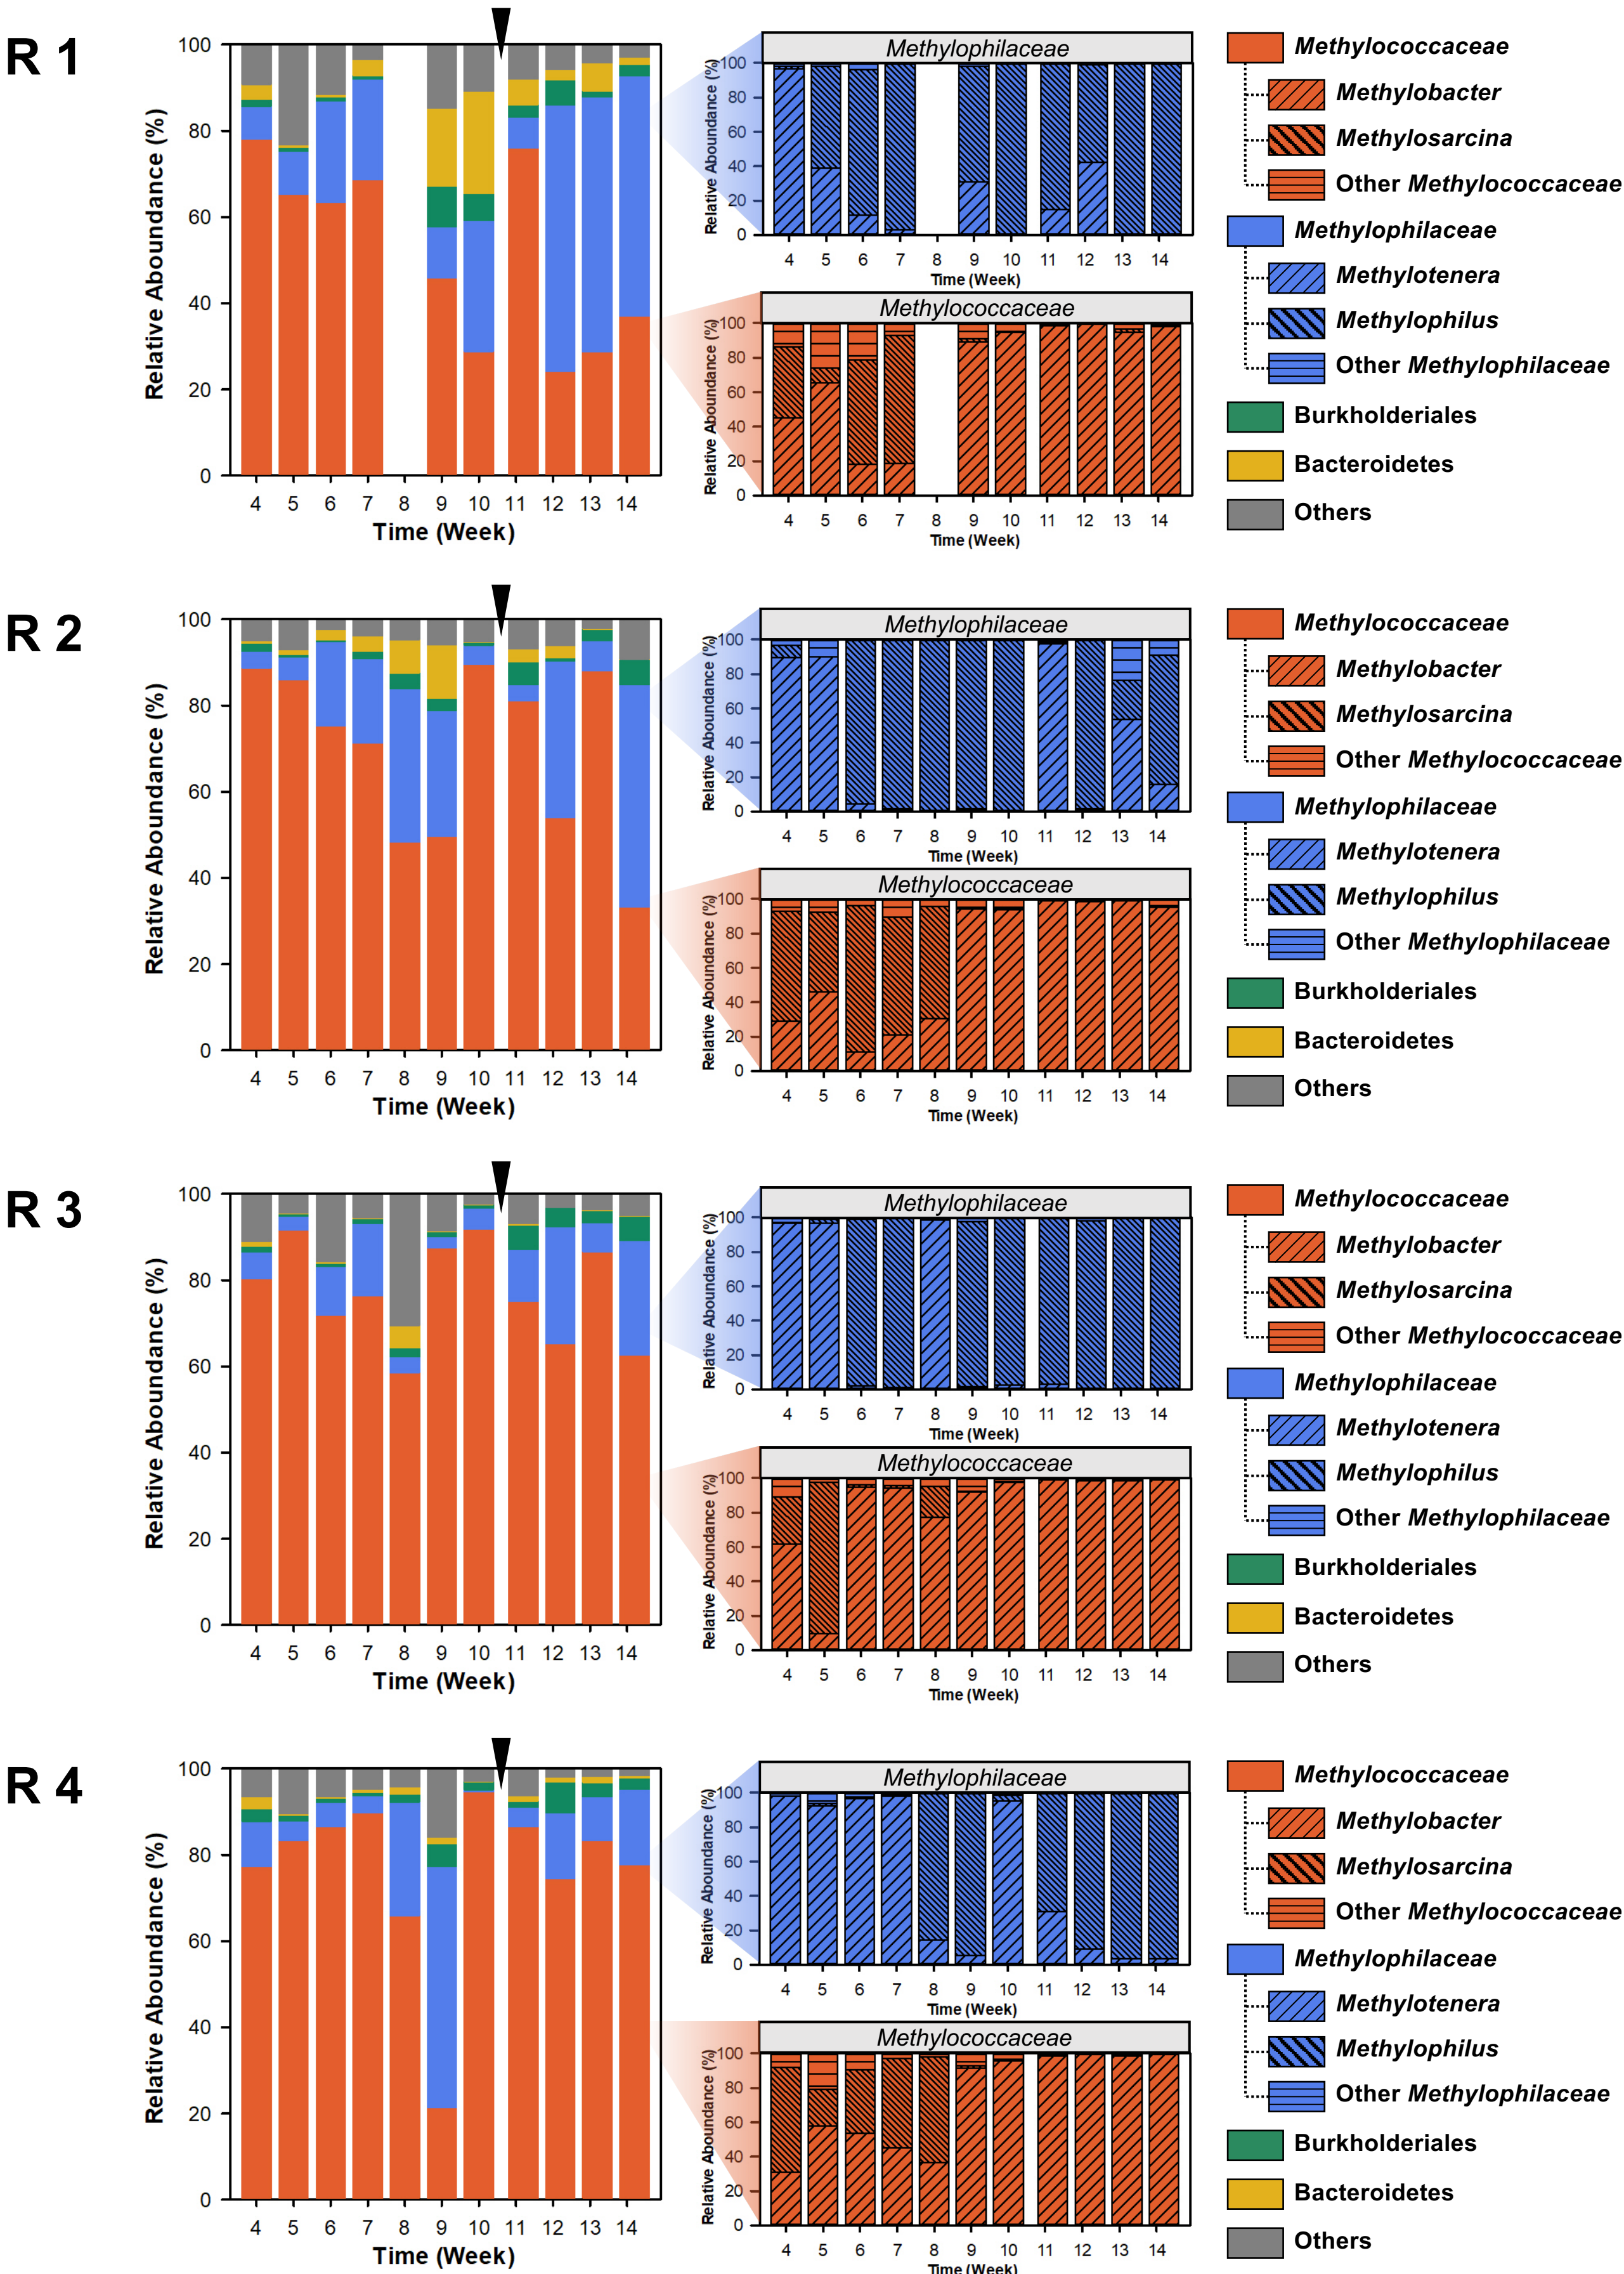 R 1
Relative Aboundance (%)
100
80
60
40
20
0
4 5 6 7 8 9 10 11 12 13 14
Time (Week)
Methylophilaceae
Relative Aboundance (%)
100
80
60
40
20
0
4 5 6 7 8 9 10 11 12 13 14
Time (Week)
Methylococcaceae
Relative Aboundance (%)
100
80
60
40
20
0
4 5 6 7 8 9 10 11 12 13 14
Time (Week)
Methylococcaceae
Methylobacter
Methylosarcina
Other Methylococcaceae
Methylophilaceae
Methylotenera
Methylophilus
Other Methylophilaceae
Burkholderiales
Bacteroidetes
Others
R 2
Relative Aboundance (%)
100
80
60
40
20
0
4 5 6 7 8 9 10 11 12 13 14
Time (Week)
Methylophilaceae
Relative Aboundance (%)
100
80
60
40
20
0
4 5 6 7 8 9 10 11 12 13 14
Time (Week)
Methylococcaceae
Relative Aboundance (%)
100
80
60
40
20
0
4 5 6 7 8 9 10 11 12 13 14
Time (Week)
Methylococcaceae
Methylobacter
Methylosarcina
Other Methylococcaceae
Methylophilaceae
Methylotenera
Methylophilus
Other Methylophilaceae
Burkholderiales
Bacteroidetes
Others
R 3
Relative Aboundance (%)
100
80
60
40
20
0
4 5 6 7 8 9 10 11 12 13 14
Time (Week)
Methylophilaceae
Relative Aboundance (%)
100
80
60
40
20
0
4 5 6 7 8 9 10 11 12 13 14
Time (Week)
Methylococcaceae
Relative Aboundance (%)
100
80
60
40
20
0
4 5 6 7 8 9 10 11 12 13 14
Time (Week)
Methylococcaceae
Methylobacter
Methylosarcina
Other Methylococcaceae
Methylophilaceae
Methylotenera
Methylophilus
Other Methylophilaceae
Burkholderiales
Bacteroidetes
Others
R 4
Relative Aboundance (%)
100
80
60
40
20
0
4 5 6 7 8 9 10 11 12 13 14
Time (Week)
Methylophilaceae
Relative Aboundance (%)
100
80
60
40
20
0
4 5 6 7 8 9 10 11 12 13 14
Time (Week)
Methylococcaceae
Relative Aboundance (%)
100
80
60
40
20
0
4 5 6 7 8 9 10 11 12 13 14
Time (Week)
Methylococcaceae
Methylobacter
Methylosarcina
Other Methylococcaceae
Methylophilaceae
Methylotenera
Methylophilus
Other Methylophilaceae
Burkholderiales
Bacteroidetes
Others